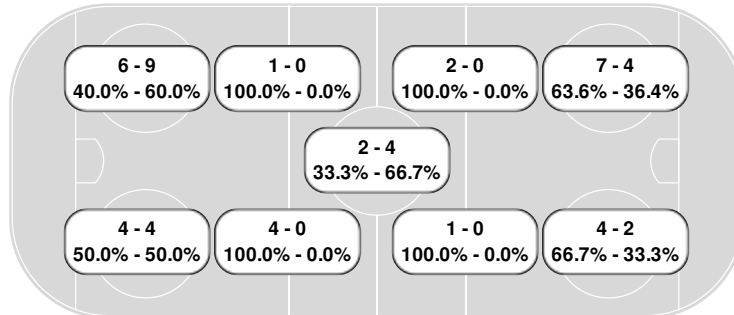 6 - 9
40.0% - 60.0%
1 - 0
100.0% - 0.0%
2 - 0
100.0% - 0.0%
7 - 4
63.6% - 36.4%
2 - 4
33.3% - 66.7%
4 - 4
50.0% - 50.0%
4 - 0
100.0% - 0.0%
1 - 0
100.0% - 0.0%
4 - 2
66.7% - 33.3%